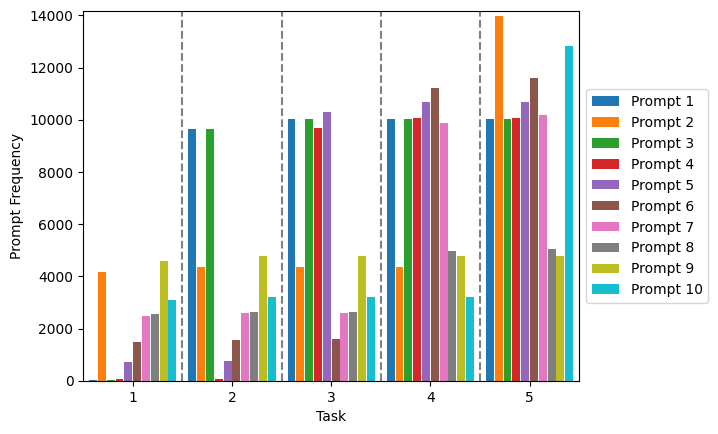 14000
12000
10000
8000
6000
4000
2000
0
Prompt Frequency
1
2
3
4
5
Task
Prompt 1
Prompt 2
Prompt 3
Prompt 4
Prompt 5
Prompt 6
Prompt 7
Prompt 8
Prompt 9
Prompt 10